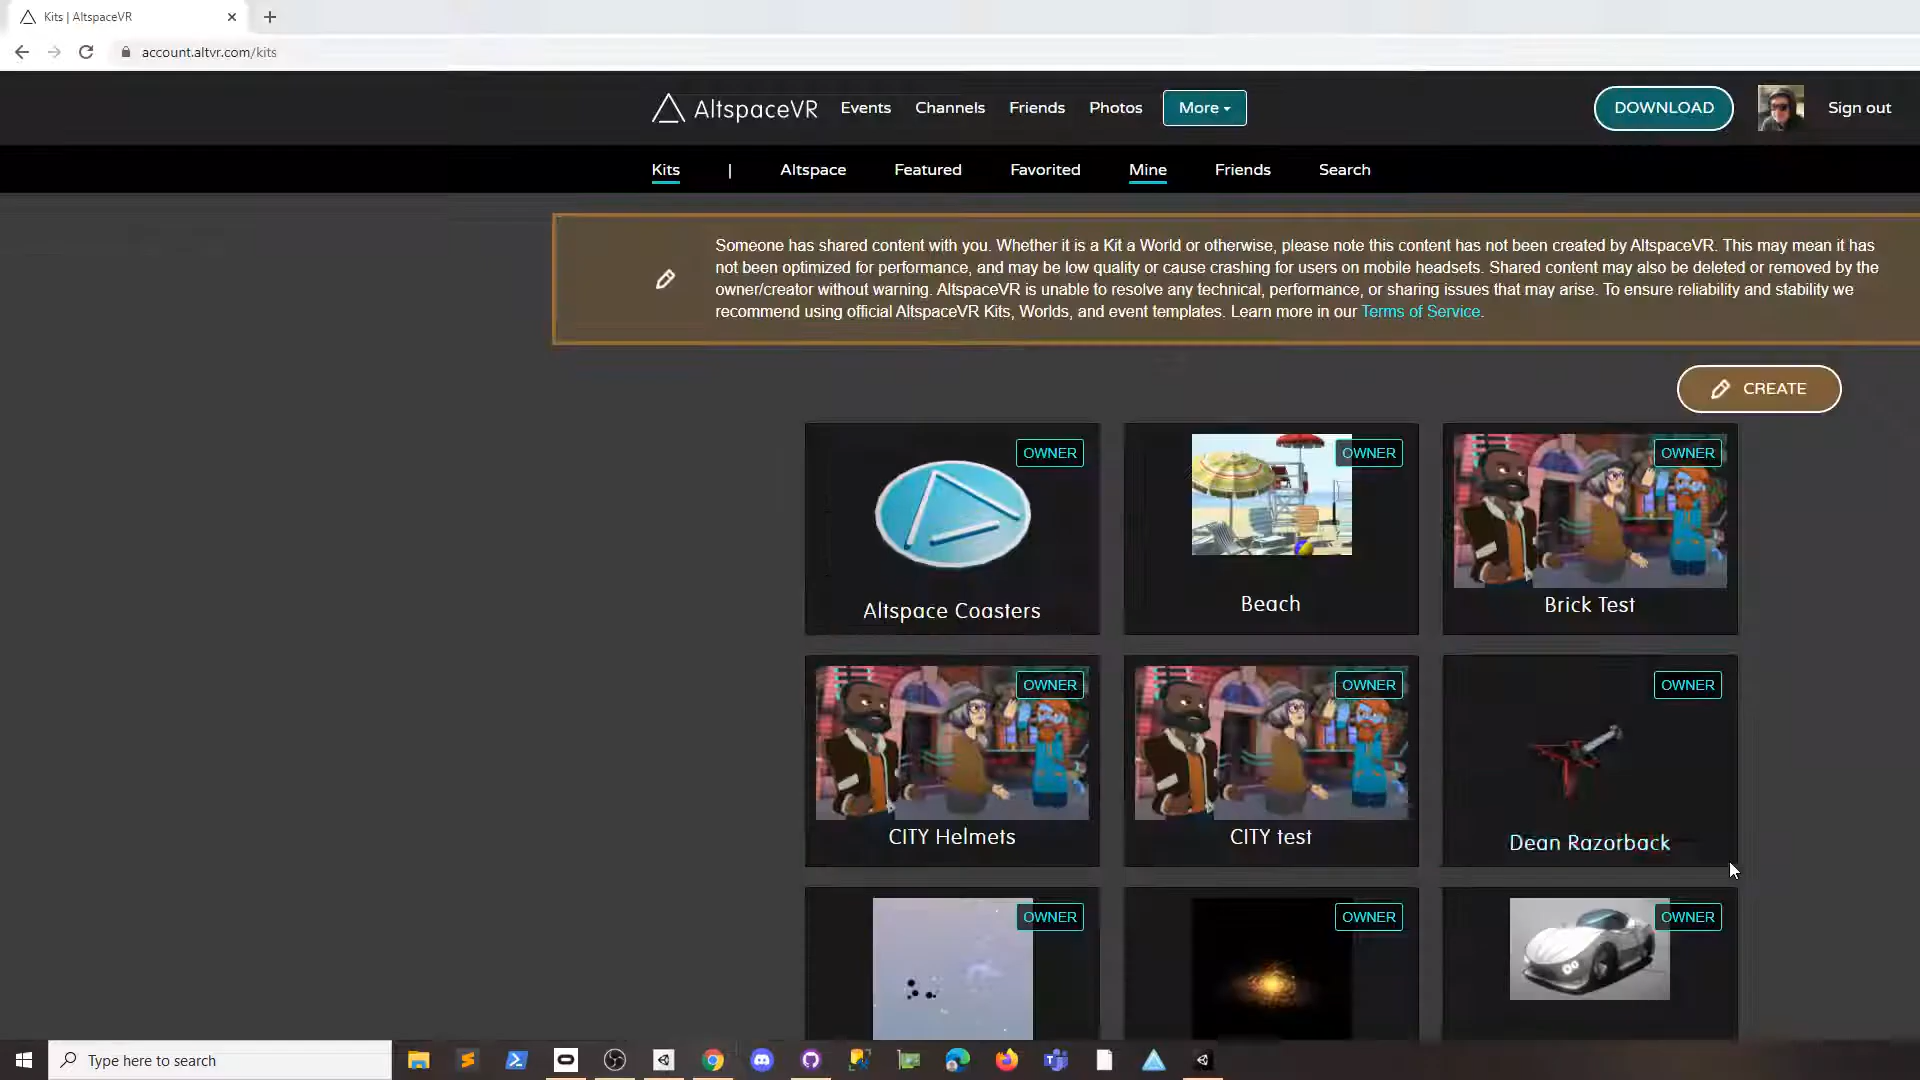 Kits | AltspaceVR
account.altvr.com/kits
AltspaceVR
Events
Channels
Friends
Photos
More
DOWNLOAD
Sign out
Kits
|
Altspace
Featured
Favorited
Mine
Friends
Search
Someone has shared content with you. Whether it is a Kit a World or otherwise, please note this content has not been created by AltspaceVR. This may mean it has
not been optimized for performance, and may be low quality or cause crashing for users on mobile headsets. Shared content may also be deleted or removed by the
owner/creator without warning. AltspaceVR is unable to resolve any technical, performance, or sharing issues that may arise. To ensure reliability and stability we
recommend using official AltspaceVR Kits, Worlds, and event templates. Learn more in our Terms of Service.
CREATE
OWNER
Altspace Coasters
OWNER
Beach
OWNER
Brick Test
OWNER
CITY Helmets
OWNER
CITY test
OWNER
Dean Razorback
OWNER
OWNER
OWNER
Type here to search